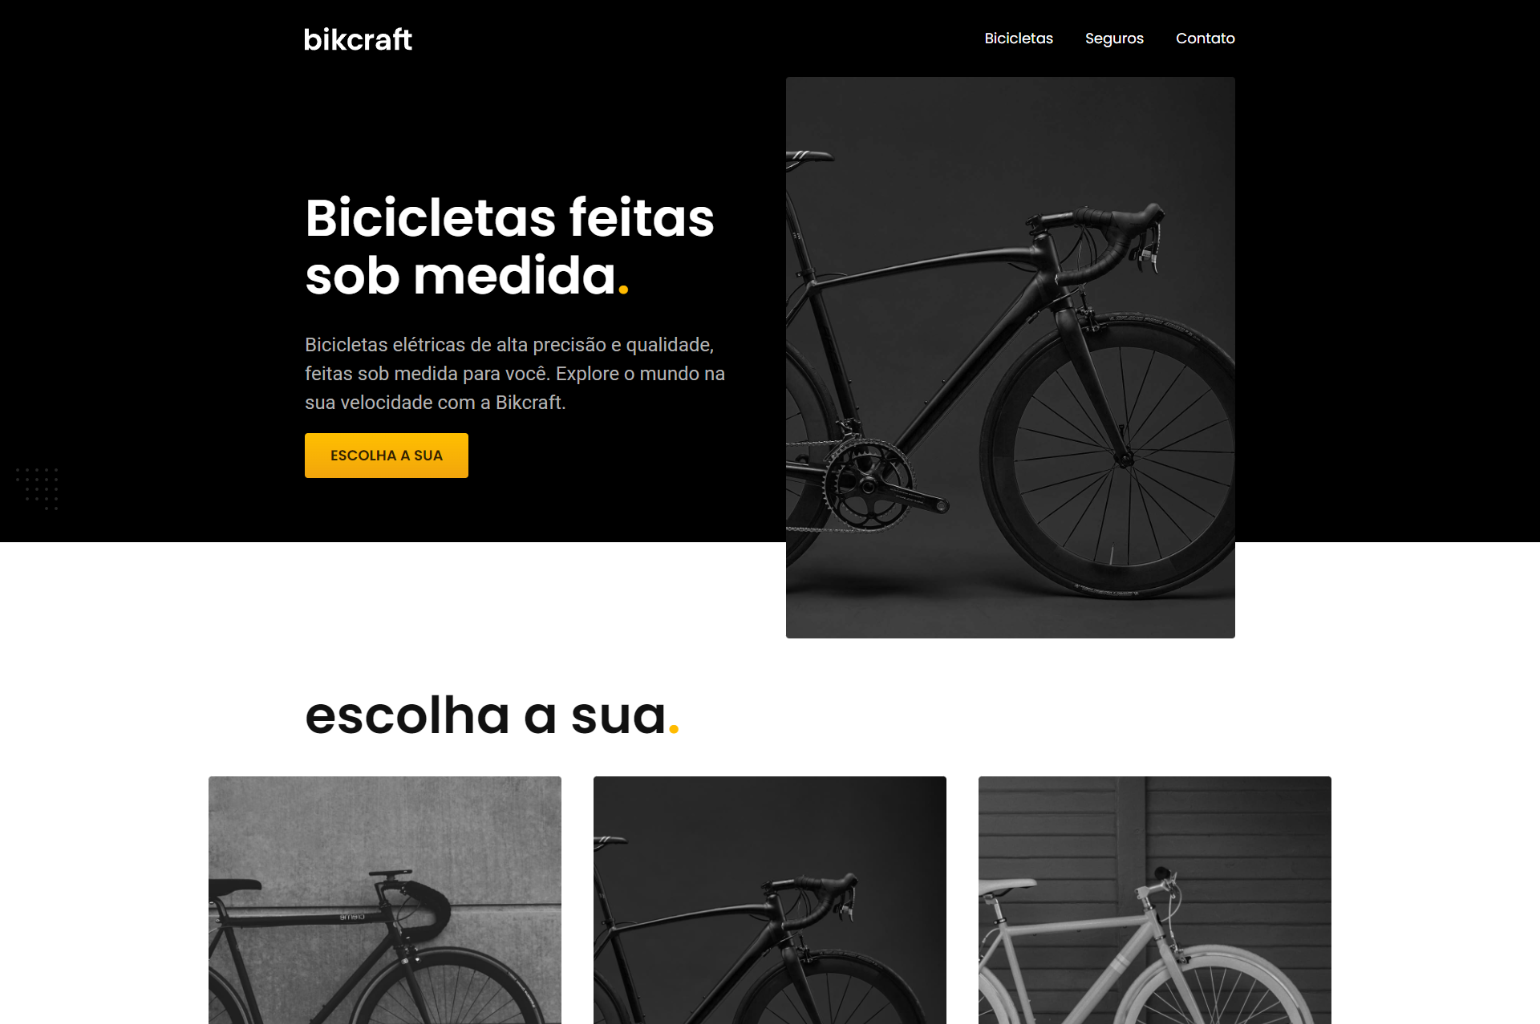 bikcraft
Bicicletas Seguros Contato
Bicicletas feitas
sob medida.
Bicicletas elétricas de alta precisão e qualidade,
feitas sob medida para você. Explore o mundo na
sua velocidade com a Bikcraft.
ESCOLHA A SUA
escolha a sua.